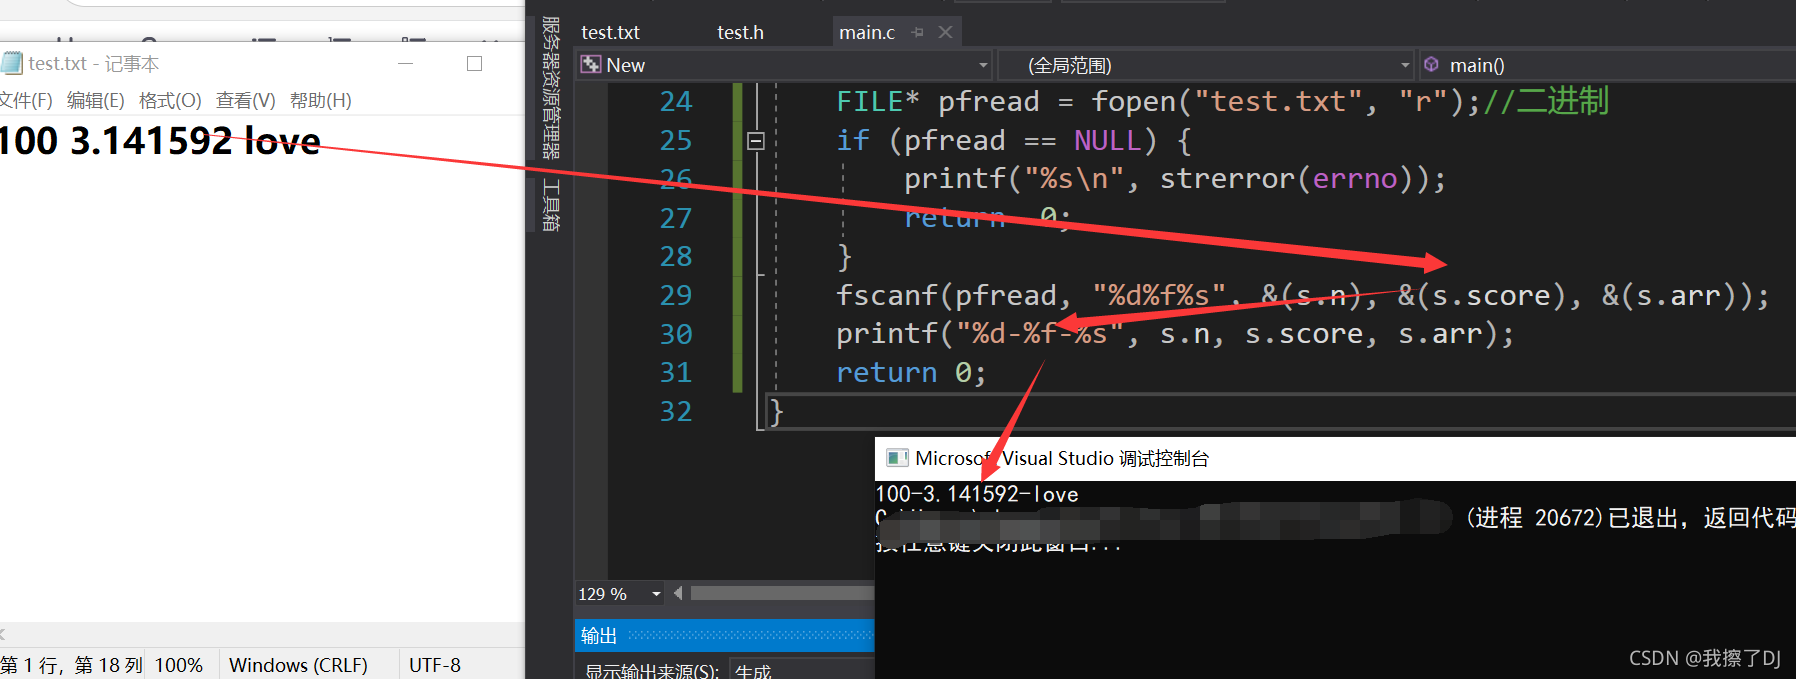 test.txt - 记事本
文件(F) 编辑(E) 格式(O) 查看(V) 帮助(H)
100 3.141592 love
第 1 行，第 18 列 100% Windows (CRLF) UTF-8
服务器资源管理器
工具箱
test.txt test.h main.c
New (全局范围) main()
24 FILE* pfread = fopen("test.txt", "r");//二进制
25 if (pfread == NULL) {
26 printf("%s\n", strerror(errno));
27 return 0;
28 }
29 fscanf(pfread, "%d%f%s", &(s.n), &(s.score), &(s.arr));
30 printf("%d-%f-%s", s.n, s.score, s.arr);
31 return 0;
32 }
129 %
输出
显示输出来源(S): 生成
Microsoft Visual Studio 调试控制台
100-3.141592-love
(进程 20672)已退出，返回代码
按任意键关闭此窗口...
CSDN @我擦了DJ